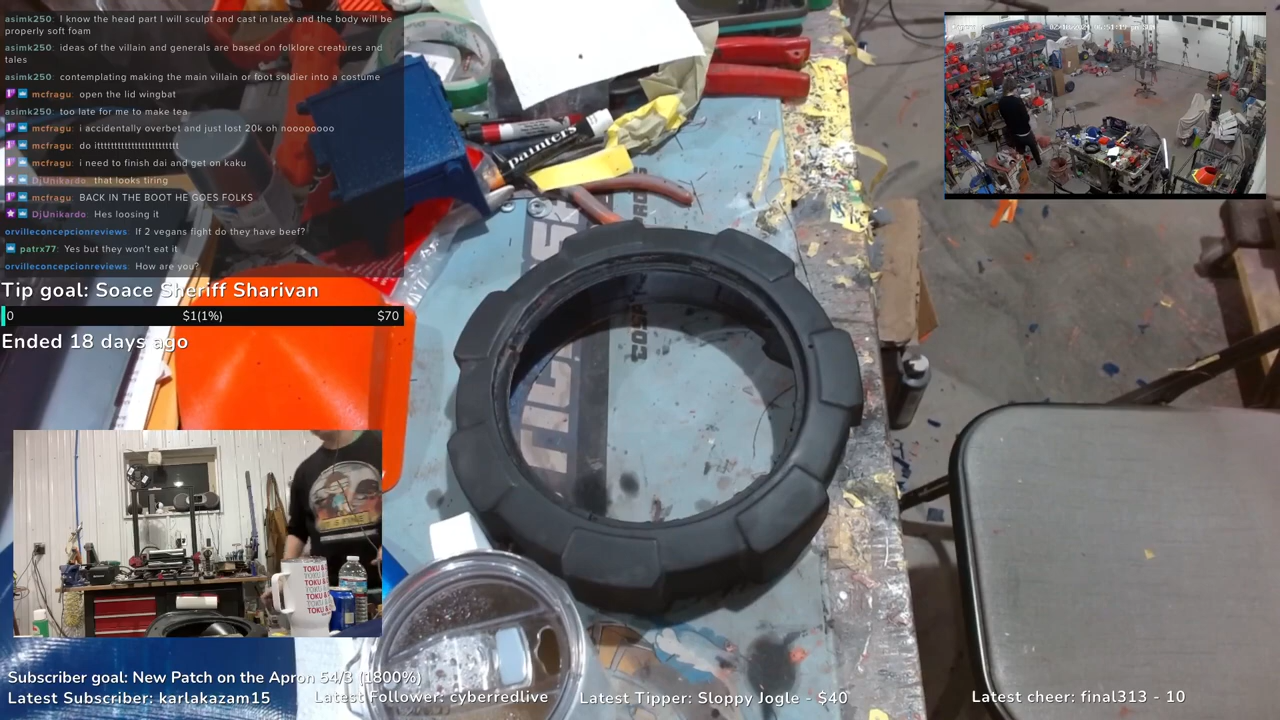 asimk250: I know the head part I will sculpt and cast in latex and the body will be
properly soft foam
asimk250: ideas of the villain and generals are based on folklore creatures and
tales
asimk250: contemplating making the main villain or foot soldier into a costume
mcfragu: open the lid wingbat
asimk250: too late for me to make tea
mcfragu: i accidentally overbet and just lost 20k oh noooooooo
mcfragu: do itttttttttttttttttttttttttt
mcfragu: i need to finish dai and get on kaku
DjUnikardo: that looks tiring
mcfragu: BACK IN THE BOOT HE GOES FOLKS
DjUnikardo: Hes loosing it
orvilleconcepcionreviews: If 2 vegans fight do they have beef?
patrx77: Yes but they won't eat it
orvilleconcepcionreviews: How are you?
Tip goal: Soace Sheriff Sharivan
0 $1(1%) $70
Ended 18 days ago
painters
TOKU &
TOKU &
TOKU &
Subscriber goal: New Patch on the Apron 54/3 (1800%)
Latest Subscriber: karlakazam15
Latest Follower: cyberredlive
Latest Tipper: Sloppy Jogle - $40
Latest cheer: final313 - 10